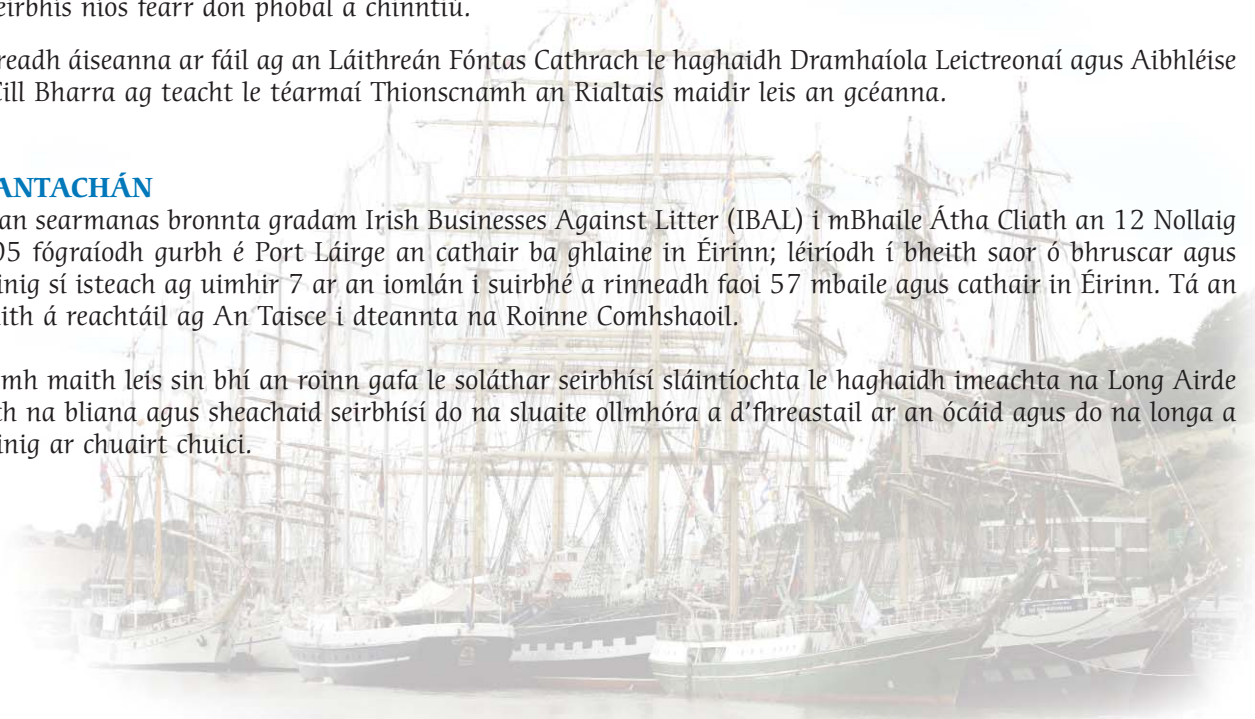 eirbhís níos fearr don phobal a chinntiú.
readh áiseanna ar fáil ag an Láithreán Fóntas Cathrach le haghaidh Dramhaíola Leictreonaí agus Aibhléise
Cill Bharra ag teacht le téarmaí Thionscnamh an Rialtais maidir leis an gcéanna.
ANTACHÁN
an searmanas bronnta gradam Irish Businesses Against Litter (IBAL) i mBhaile Átha Cliath an 12 Nollaig
05 fógraíodh gurbh é Port Láirge an cathair ba ghlaine in Éirinn; léiríodh í bheith saor ó bhruscar agus
inig sí isteach ag uimhir 7 ar an iomlán i suirbhé a rinneadh faoi 57 mbaile agus cathair in Éirinn. Tá an
ith á reachtáil ag An Taisce i dteannta na Roinne Comhshaoil.
mh maith leis sin bhí an roinn gafa le soláthar seirbhísí sláintíochta le haghaidh imeachta na Long Airde
th na bliana agus sheachaid seirbhísí do na sluaite ollmhóra a d'fhreastail ar an ócáid agus do na longa a
inig ar chuairt chuici.